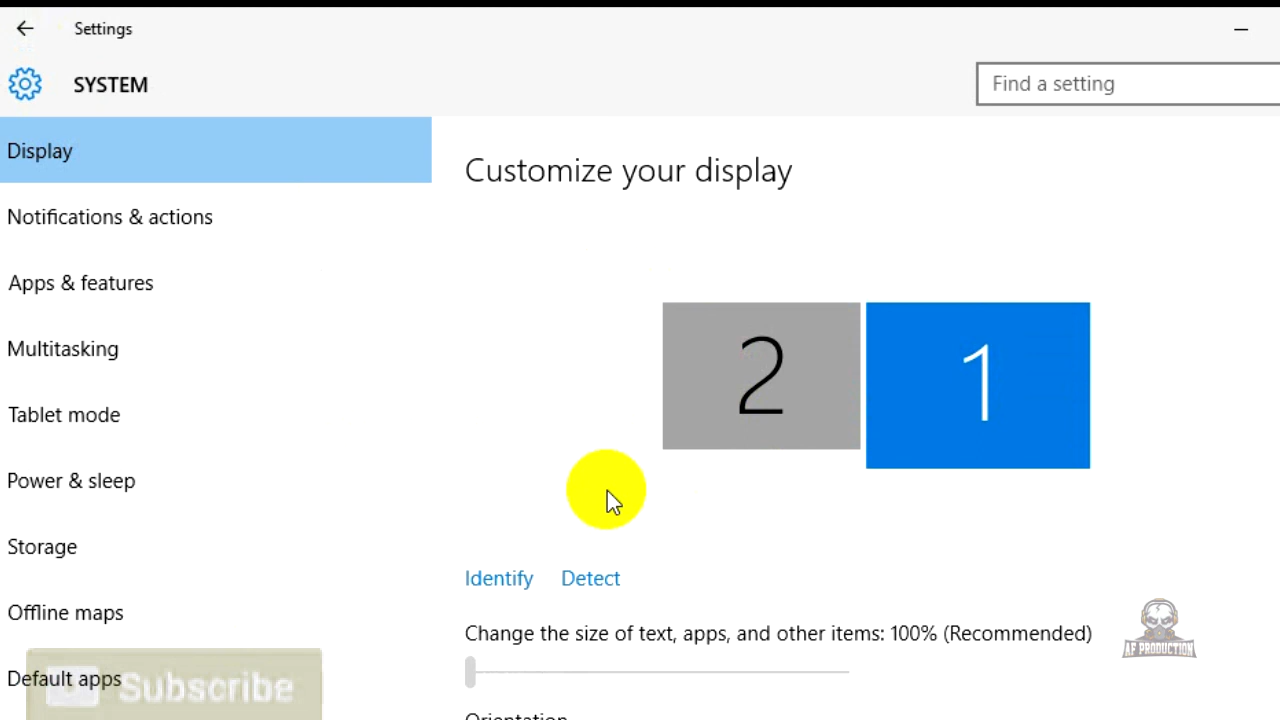 Settings
SYSTEM
Find a setting
Display
Customize your display
Notifications & actions
Apps & features
2
1
Multitasking
Tablet mode
Power & sleep
Storage
Identify
Detect
Offline maps
Change the size of text, apps, and other items: 100% (Recommended)
AF PRODUCTION
Default apps
Subscribe
Orientation